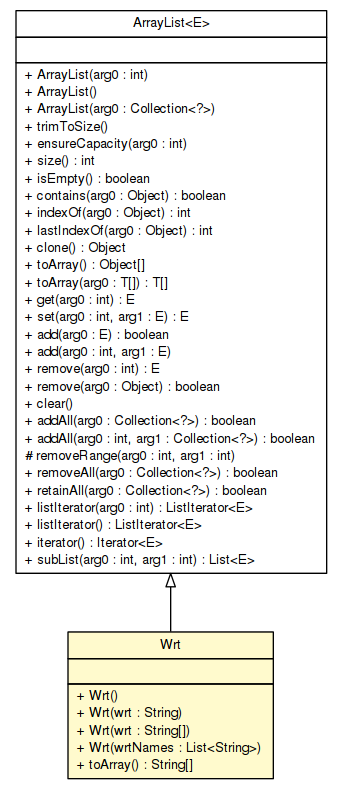 ArrayList<E>
+ ArrayList(arg0 : int)
+ ArrayList()
+ ArrayList(arg0 : Collection<?>)
+ trimToSize()
+ ensureCapacity(arg0 : int)
+ size() : int
+ isEmpty() : boolean
+ contains(arg0 : Object) : boolean
+ indexOf(arg0 : Object) : int
+ lastIndexOf(arg0 : Object) : int
+ clone() : Object
+ toArray() : Object[]
+ toArray(arg0 : T[]) : T[]
+ get(arg0 : int) : E
+ set(arg0 : int, arg1 : E) : E
+ add(arg0 : E) : boolean
+ add(arg0 : int, arg1 : E)
+ remove(arg0 : int) : E
+ remove(arg0 : Object) : boolean
+ clear()
+ addAll(arg0 : Collection<?>) : boolean
+ addAll(arg0 : int, arg1 : Collection<?>) : boolean
# removeRange(arg0 : int, arg1 : int)
+ removeAll(arg0 : Collection<?>) : boolean
+ retainAll(arg0 : Collection<?>) : boolean
+ listIterator(arg0 : int) : ListIterator<E>
+ listIterator() : ListIterator<E>
+ iterator() : Iterator<E>
+ subList(arg0 : int, arg1 : int) : List<E>
Wrt
+ Wrt()
+ Wrt(wrt : String)
+ Wrt(wrt : String[])
+ Wrt(wrtNames : List<String>)
+ toArray() : String[]